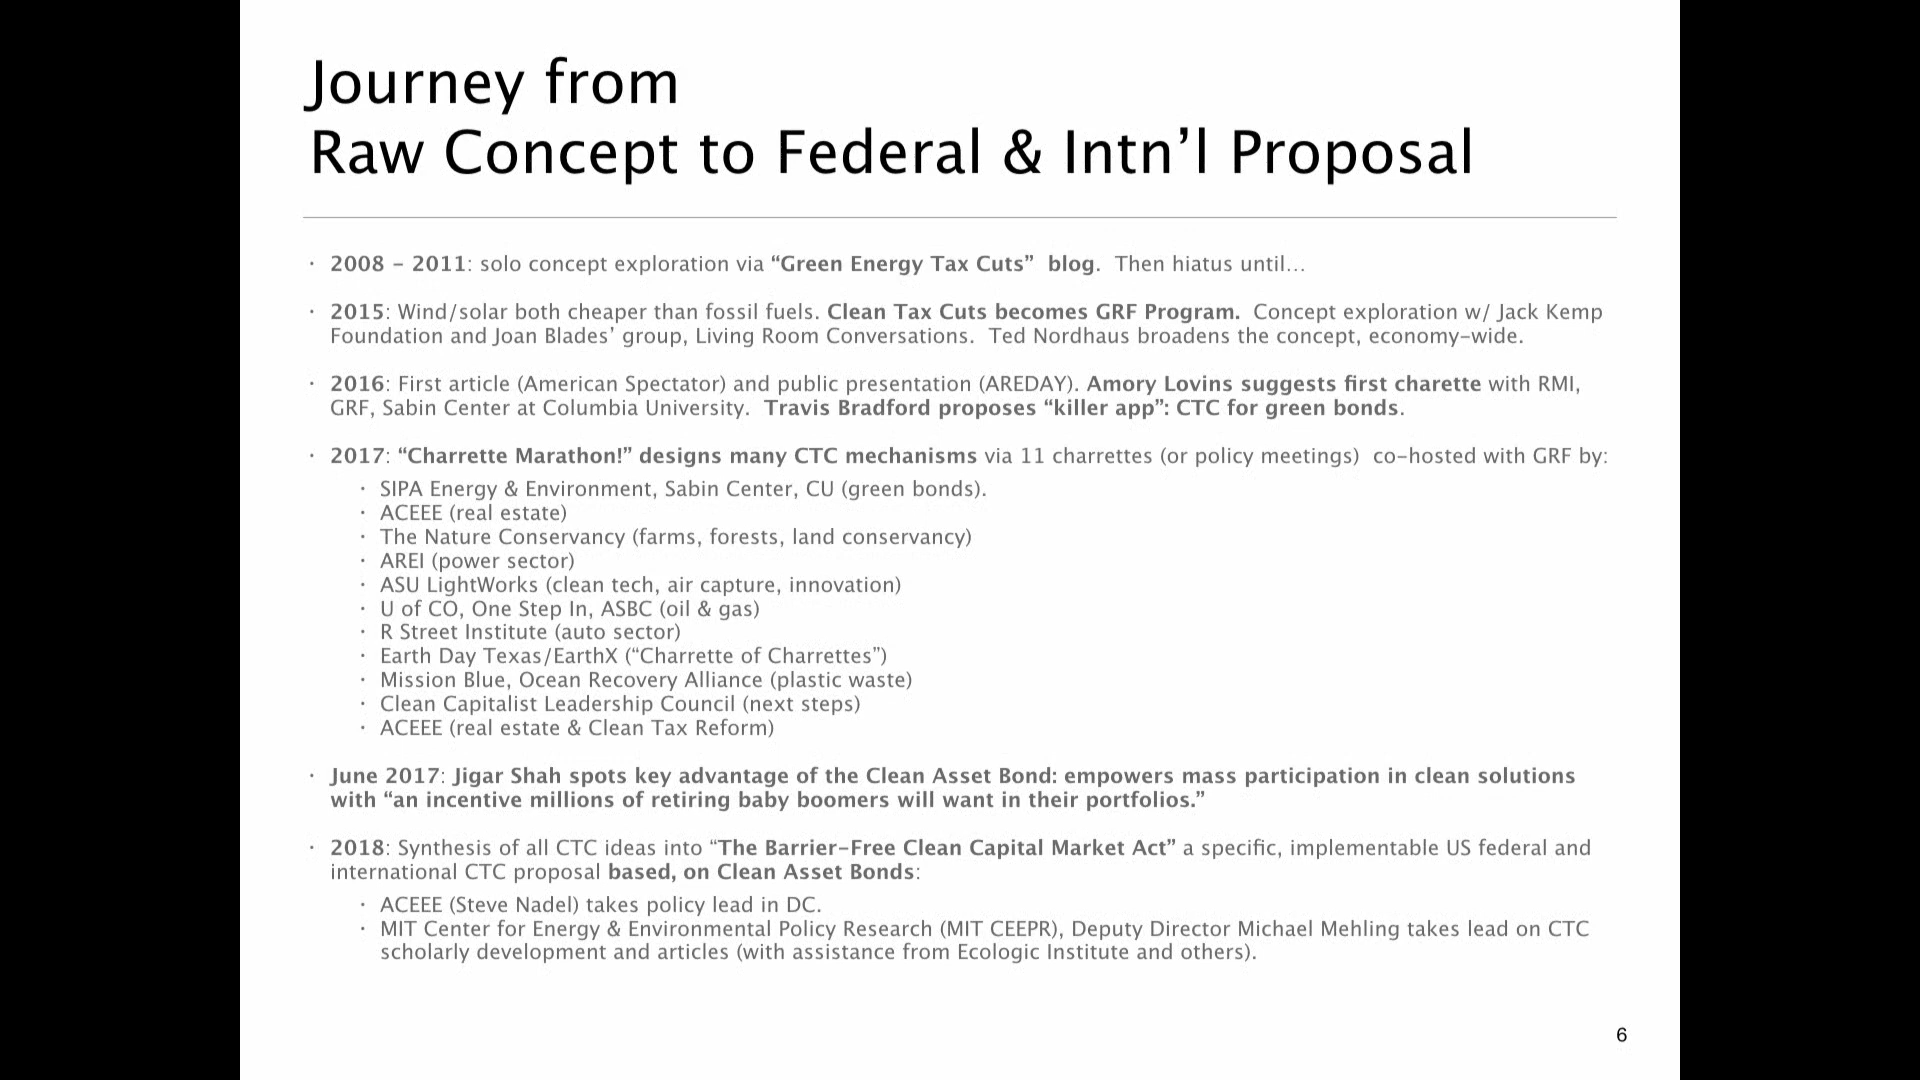 Journey from
Raw Concept to Federal & Intn’l Proposal
· 2008 – 2011: solo concept exploration via “Green Energy Tax Cuts” blog. Then hiatus until…
· 2015: Wind/solar both cheaper than fossil fuels. Clean Tax Cuts becomes GRF Program. Concept exploration w/ Jack Kemp
Foundation and Joan Blades’ group, Living Room Conversations. Ted Nordhaus broadens the concept, economy–wide.
· 2016: First article (American Spectator) and public presentation (AREDAY). Amory Lovins suggests first charette with RMI,
GRF, Sabin Center at Columbia University. Travis Bradford proposes “killer app”: CTC for green bonds.
· 2017: “Charrette Marathon!” designs many CTC mechanisms via 11 charrettes (or policy meetings) co–hosted with GRF by:
· SIPA Energy & Environment, Sabin Center, CU (green bonds).
· ACEEE (real estate)
· The Nature Conservancy (farms, forests, land conservancy)
· AREI (power sector)
· ASU LightWorks (clean tech, air capture, innovation)
· U of CO, One Step In, ASBC (oil & gas)
· R Street Institute (auto sector)
· Earth Day Texas/EarthX (“Charrette of Charrettes”)
· Mission Blue, Ocean Recovery Alliance (plastic waste)
· Clean Capitalist Leadership Council (next steps)
· ACEEE (real estate & Clean Tax Reform)
· June 2017: Jigar Shah spots key advantage of the Clean Asset Bond: empowers mass participation in clean solutions
with “an incentive millions of retiring baby boomers will want in their portfolios.”
· 2018: Synthesis of all CTC ideas into “The Barrier–Free Clean Capital Market Act” a specific, implementable US federal and
international CTC proposal based, on Clean Asset Bonds:
· ACEEE (Steve Nadel) takes policy lead in DC.
· MIT Center for Energy & Environmental Policy Research (MIT CEEPR), Deputy Director Michael Mehling takes lead on CTC
scholarly development and articles (with assistance from Ecologic Institute and others).
6